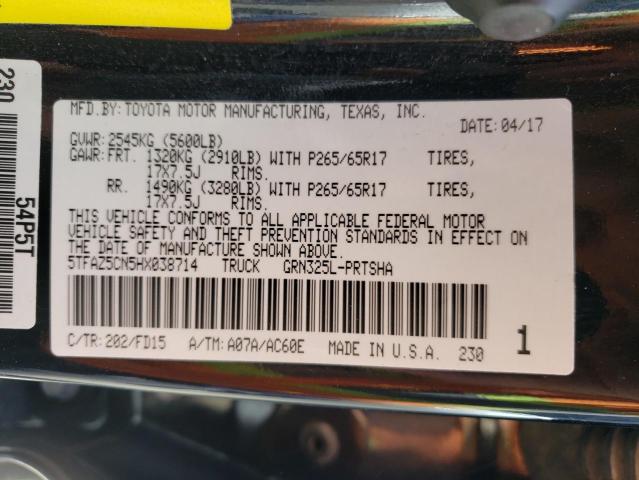 MFD.BY:TOYOTA MOTOR MANUFACTURING, TEXAS, INC.
DATE:04/17
GVWR:2545KG (5600LB)
GAWR:FRT. 1320KG (2910LB) WITH P265/65R17 TIRES,
17X7.5J RIMS.
RR. 1490KG (3280LB) WITH P265/65R17 TIRES,
17X7.5J RIMS.
THIS VEHICLE CONFORMS TO ALL APPLICABLE FEDERAL MOTOR
VEHICLE SAFETY AND THEFT PREVENTION STANDARDS IN EFFECT ON
THE DATE OF MANUFACTURE SHOWN ABOVE.
5TFAZ5CN5HX038714 TRUCK GRN325L-PRTSHA
C/TR:202/FD15 A/TM:A07A/AC60E MADE IN U.S.A. 230
1
230
54P5T